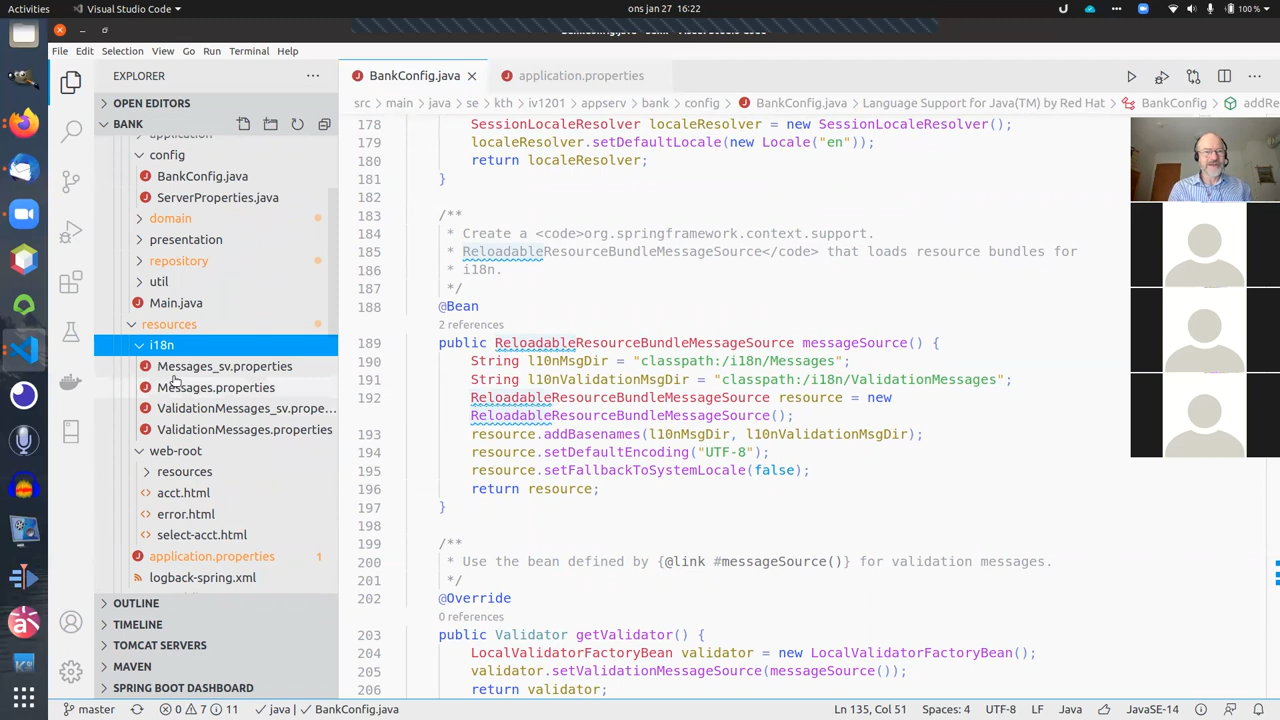 Activities
Visual Studio Code
ons jan 27 16:22
100 %
File Edit Selection View Go Run Terminal Help
EXPLORER
OPEN EDITORS
BANK
config
BankConfig.java
ServerProperties.java
domain
presentation
repository
util
Main.java
resources
i18n
Messages_sv.properties
Messages.properties
ValidationMessages_sv.prope...
ValidationMessages.properties
web-root
resources
acct.html
error.html
select-acct.html
application.properties 1
logback-spring.xml
OUTLINE
TIMELINE
TOMCAT SERVERS
MAVEN
SPRING BOOT DASHBOARD
BankConfig.java
application.properties
src > main > java > se > kth > iv1201 > appserv > bank > config > BankConfig.java > Language Support for Java(TM) by Red Hat > BankConfig > addRe
178 SessionLocaleResolver localeResolver = new SessionLocaleResolver();
179 localeResolver.setDefaultLocale(new Locale("en"));
180 return localeResolver;
181 }
182
183 /**
184 * Create a <code>org.springframework.context.support.
185 * ReloadableResourceBundleMessageSource</code> that loads resource bundles for
186 * i18n.
187 */
188 @Bean
2 references
189 public ReloadableResourceBundleMessageSource messageSource() {
190 String l10nMsgDir = "classpath:/i18n/Messages";
191 String l10nValidationMsgDir = "classpath:/i18n/ValidationMessages";
192 ReloadableResourceBundleMessageSource resource = new
ReloadableResourceBundleMessageSource();
193 resource.addBasenames(l10nMsgDir, l10nValidationMsgDir);
194 resource.setDefaultEncoding("UTF-8");
195 resource.setFallbackToSystemLocale(false);
196 return resource;
197 }
198
199 /**
200 * Use the bean defined by {@link #messageSource()} for validation messages.
201 */
202 @Override
0 references
203 public Validator getValidator() {
204 LocalValidatorFactoryBean validator = new LocalValidatorFactoryBean();
205 validator.setValidationMessageSource(messageSource());
206 return validator;
master
0 7 11
java
BankConfig.java
Ln 135, Col 51
Spaces: 4
UTF-8
LF
Java
JavaSE-14